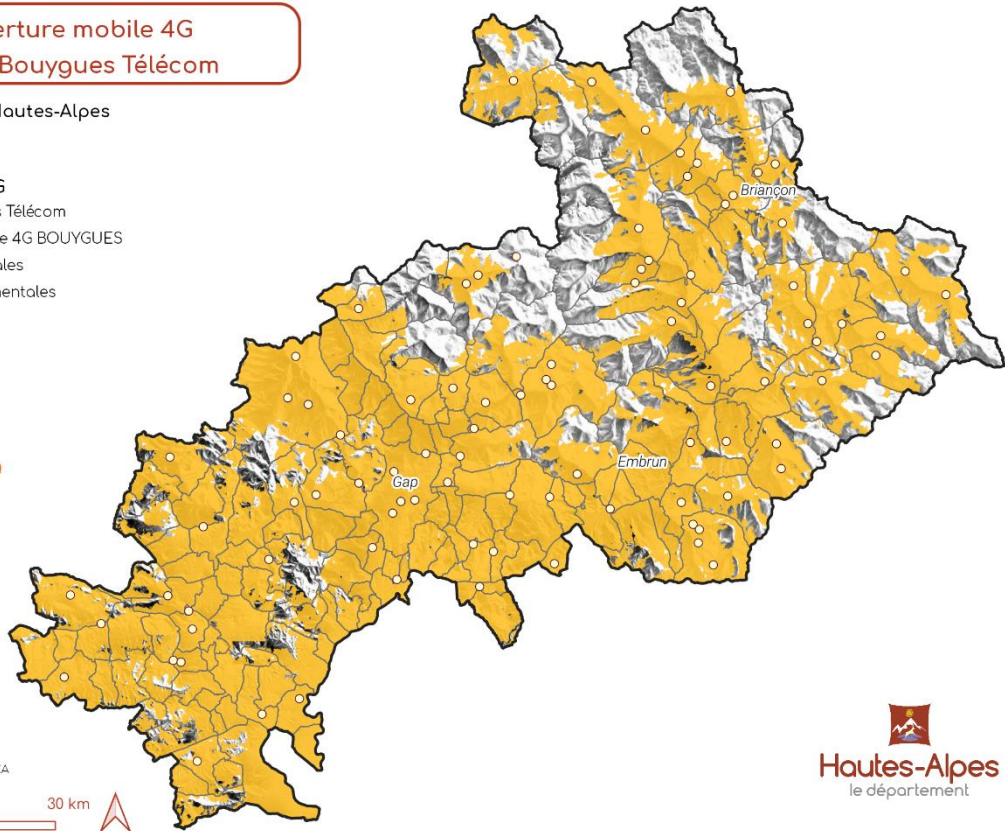 erture mobile 4G
Bouygues Télécom
Hautes-Alpes
G
s Télécom
e 4G BOUYGUES
ales
mentales
Briançon
Embrun
Gap
30 km
Hautes-Alpes
le département